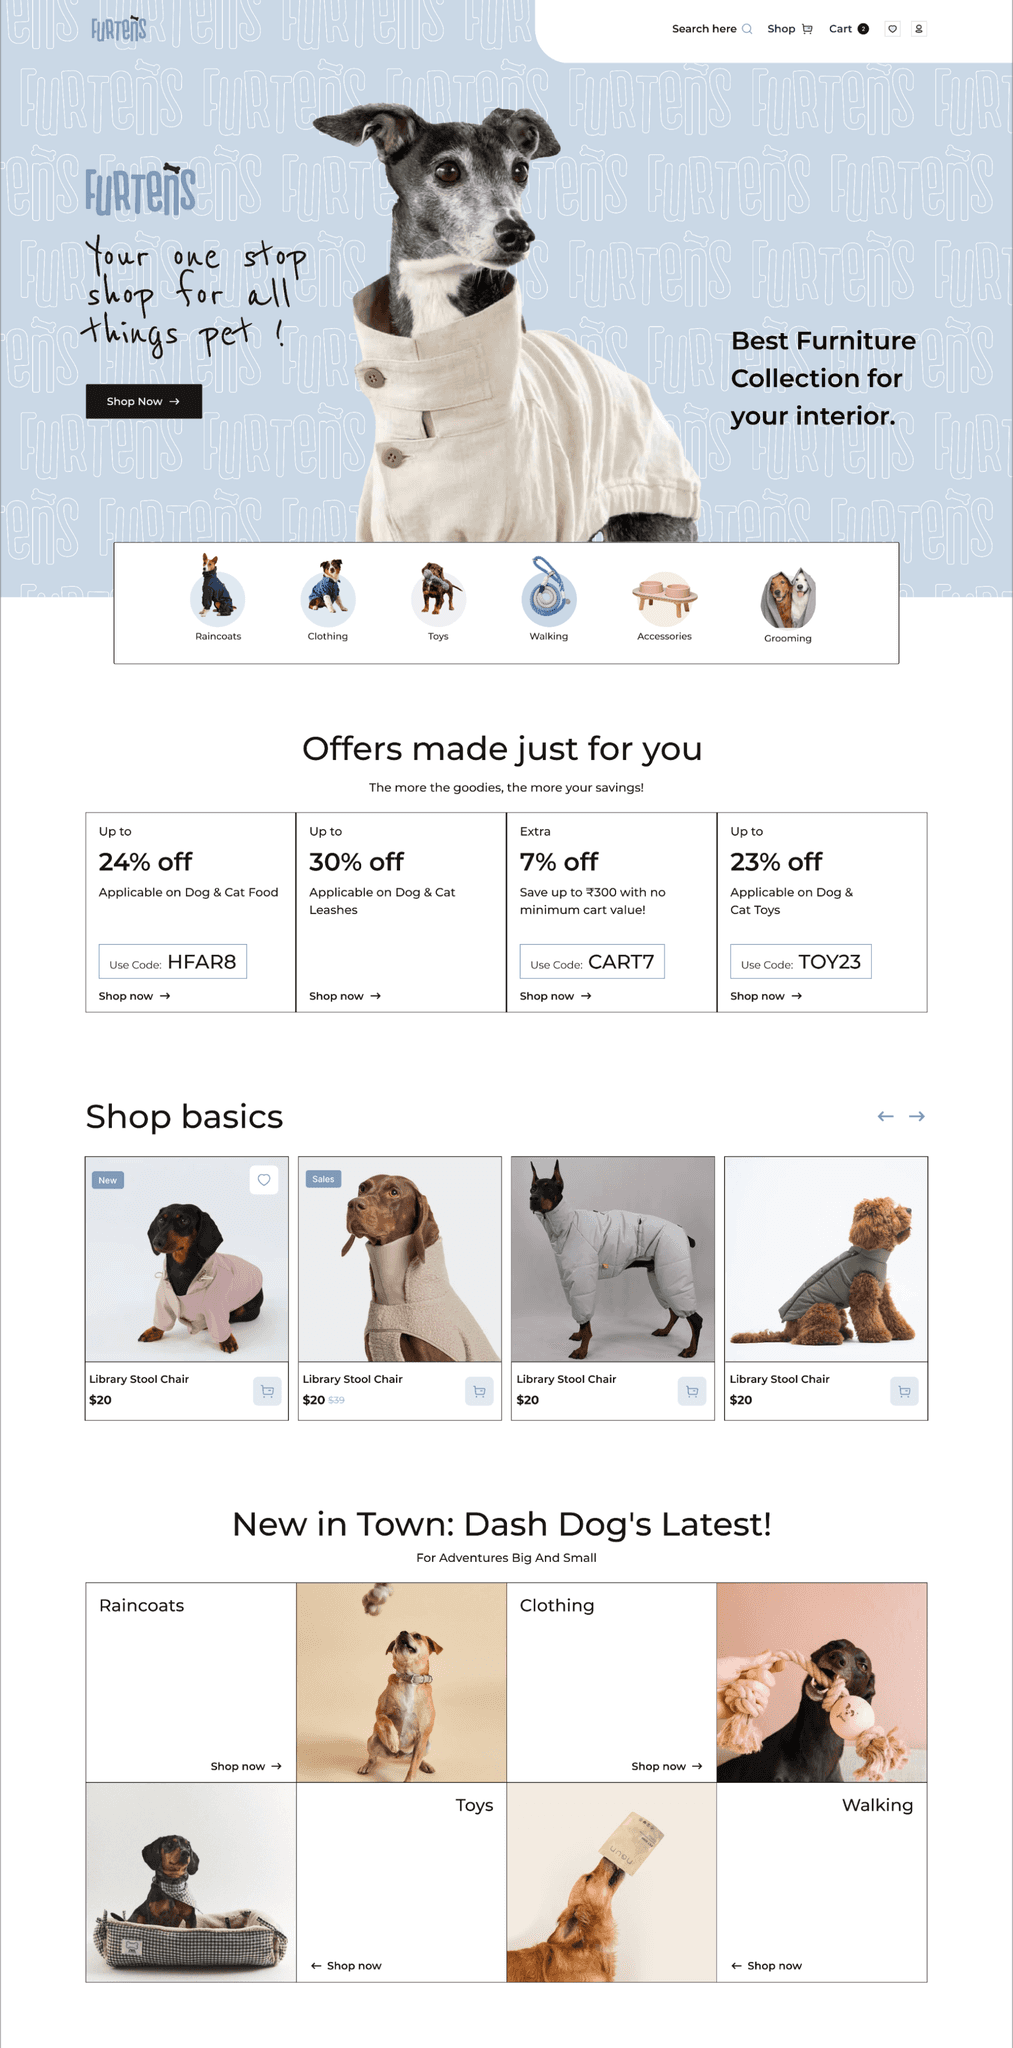 FURTENS
Search here
Shop
Cart 2
FURTENS
Your one stop
shop for all
things pet !
Shop Now →
Best Furniture
Collection for
your interior.
Raincoats
Clothing
Toys
Walking
Accessories
Grooming
Offers made just for you
The more the goodies, the more your savings!
Up to
24% off
Applicable on Dog & Cat Food
Use Code: HFAR8
Shop now →
Up to
30% off
Applicable on Dog & Cat
Leashes
Shop now →
Extra
7% off
Save up to ₹300 with no
minimum cart value!
Use Code: CART7
Shop now →
Up to
23% off
Applicable on Dog &
Cat Toys
Use Code: TOY23
Shop now →
Shop basics
New
Library Stool Chair
$20
Sales
Library Stool Chair
$20 $39
Library Stool Chair
$20
Library Stool Chair
$20
New in Town: Dash Dog's Latest!
For Adventures Big And Small
Raincoats
Shop now →
Clothing
Shop now →
Toys
← Shop now
Walking
← Shop now